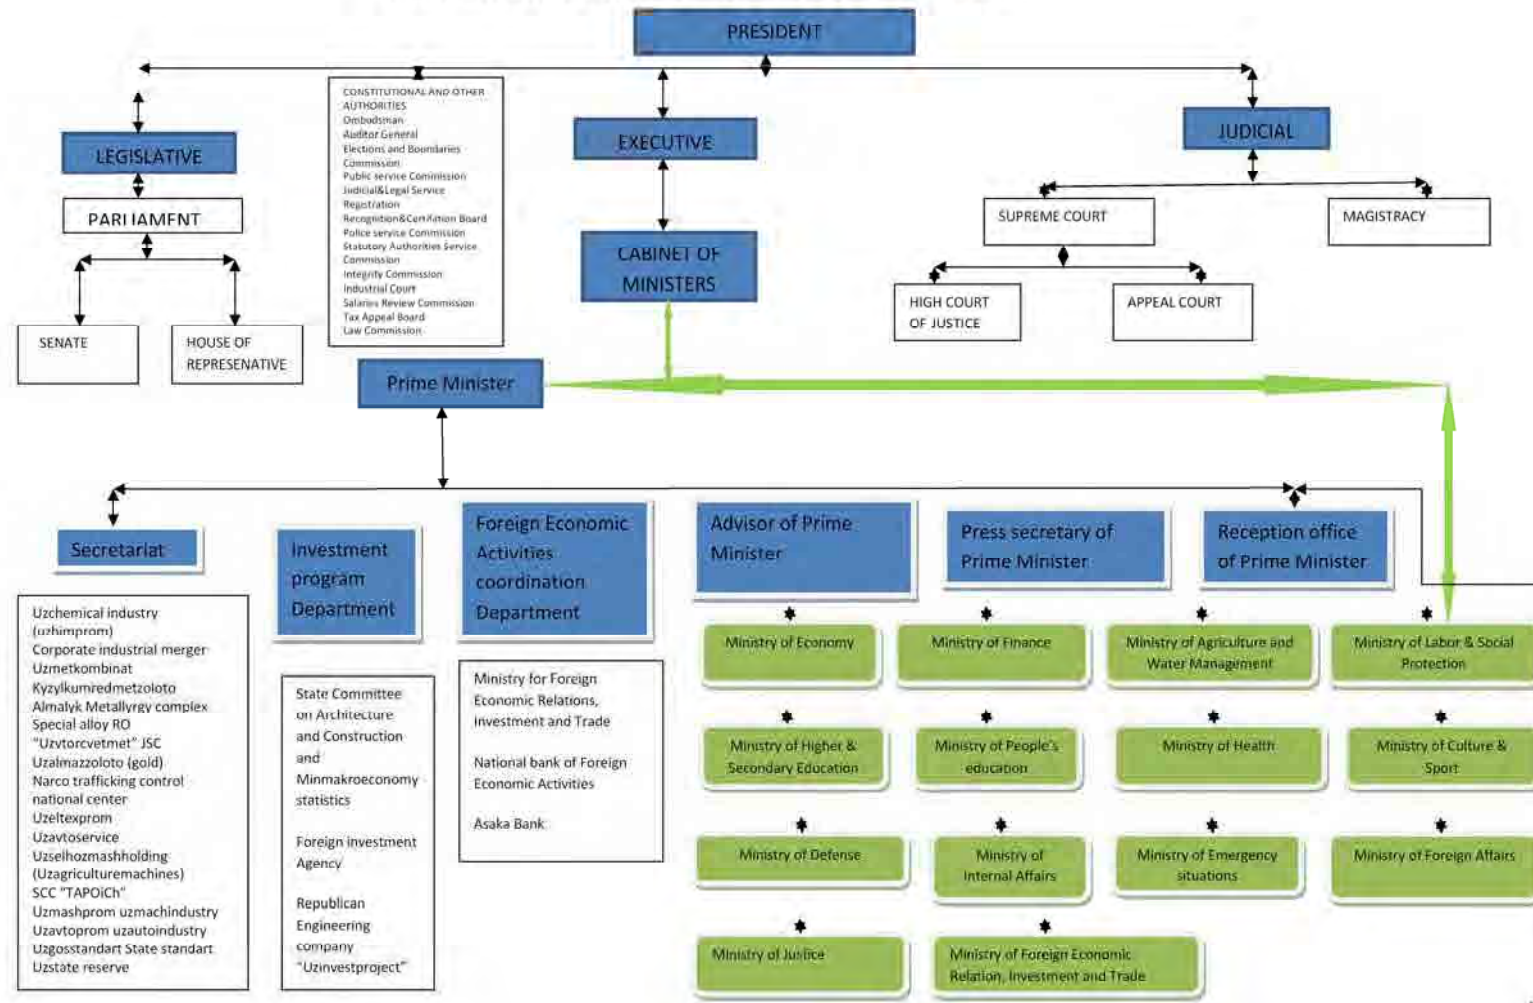 PRESIDENT
CONSTITUTIONAL AND OTHER
AUTHORITIES
Ombudsman
Auditor General
Elections and Boundaries
Commission
Public service Commission
Judicial&Legal Service
Registration
Recognition&Certifition Board
Police service Commission
Statutory Authorities Service
Commission
Integrity Commission
Industrial Court
Salaries Review Commission
Tax Appeal Board
Law Commission
LEGISLATIVE
EXECUTIVE
JUDICIAL
PARLIAMENT
SUPREME COURT
MAGISTRACY
CABINET OF
MINISTERS
HIGH COURT
OF JUSTICE
APPEAL COURT
SENATE
HOUSE OF
REPRESENATIVE
Prime Minister
Secretariat
Investment
program
Department
Foreign Economic
Activities
coordination
Department
Advisor of Prime
Minister
Press secretary of
Prime Minister
Reception office
of Prime Minister
Uzchemical industry
(uzhimprom)
Corporate industrial merger
Uzmetkombinat
Kyzylkumredmetzoloto
Almalyk Metallyrgy complex
Special alloy RO
"Uzvtorcvetmet" JSC
Uzalmazzoloto (gold)
Narco trafficking control
national center
Uzeltexprom
Uzavtoservice
Uzselhozmashholding
(Uzagriculturemachines)
SCC "TAPOiCh"
Uzmashprom uzmachindustry
Uzavtoprom uzautoindustry
Uzgosstandart State standart
Uzstate reserve
State Committee
on Architecture
and Construction
and
Minmakroeconomy
statistics
Foreign investment
Agency
Republican
Engineering
company
"Uzinvestproject"
Ministry for Foreign
Economic Relations,
Investment and Trade
National bank of Foreign
Economic Activities
Asaka Bank
Ministry of Economy
Ministry of Finance
Ministry of Agriculture and
Water Management
Ministry of Labor & Social
Protection
Ministry of Higher &
Secondary Education
Ministry of People's
education
Ministry of Health
Ministry of Culture &
Sport
Ministry of Defense
Ministry of
Internal Affairs
Ministry of Emergency
situations
Ministry of Foreign Affairs
Ministry of Justice
Ministry of Foreign Economic
Relation, Investment and Trade